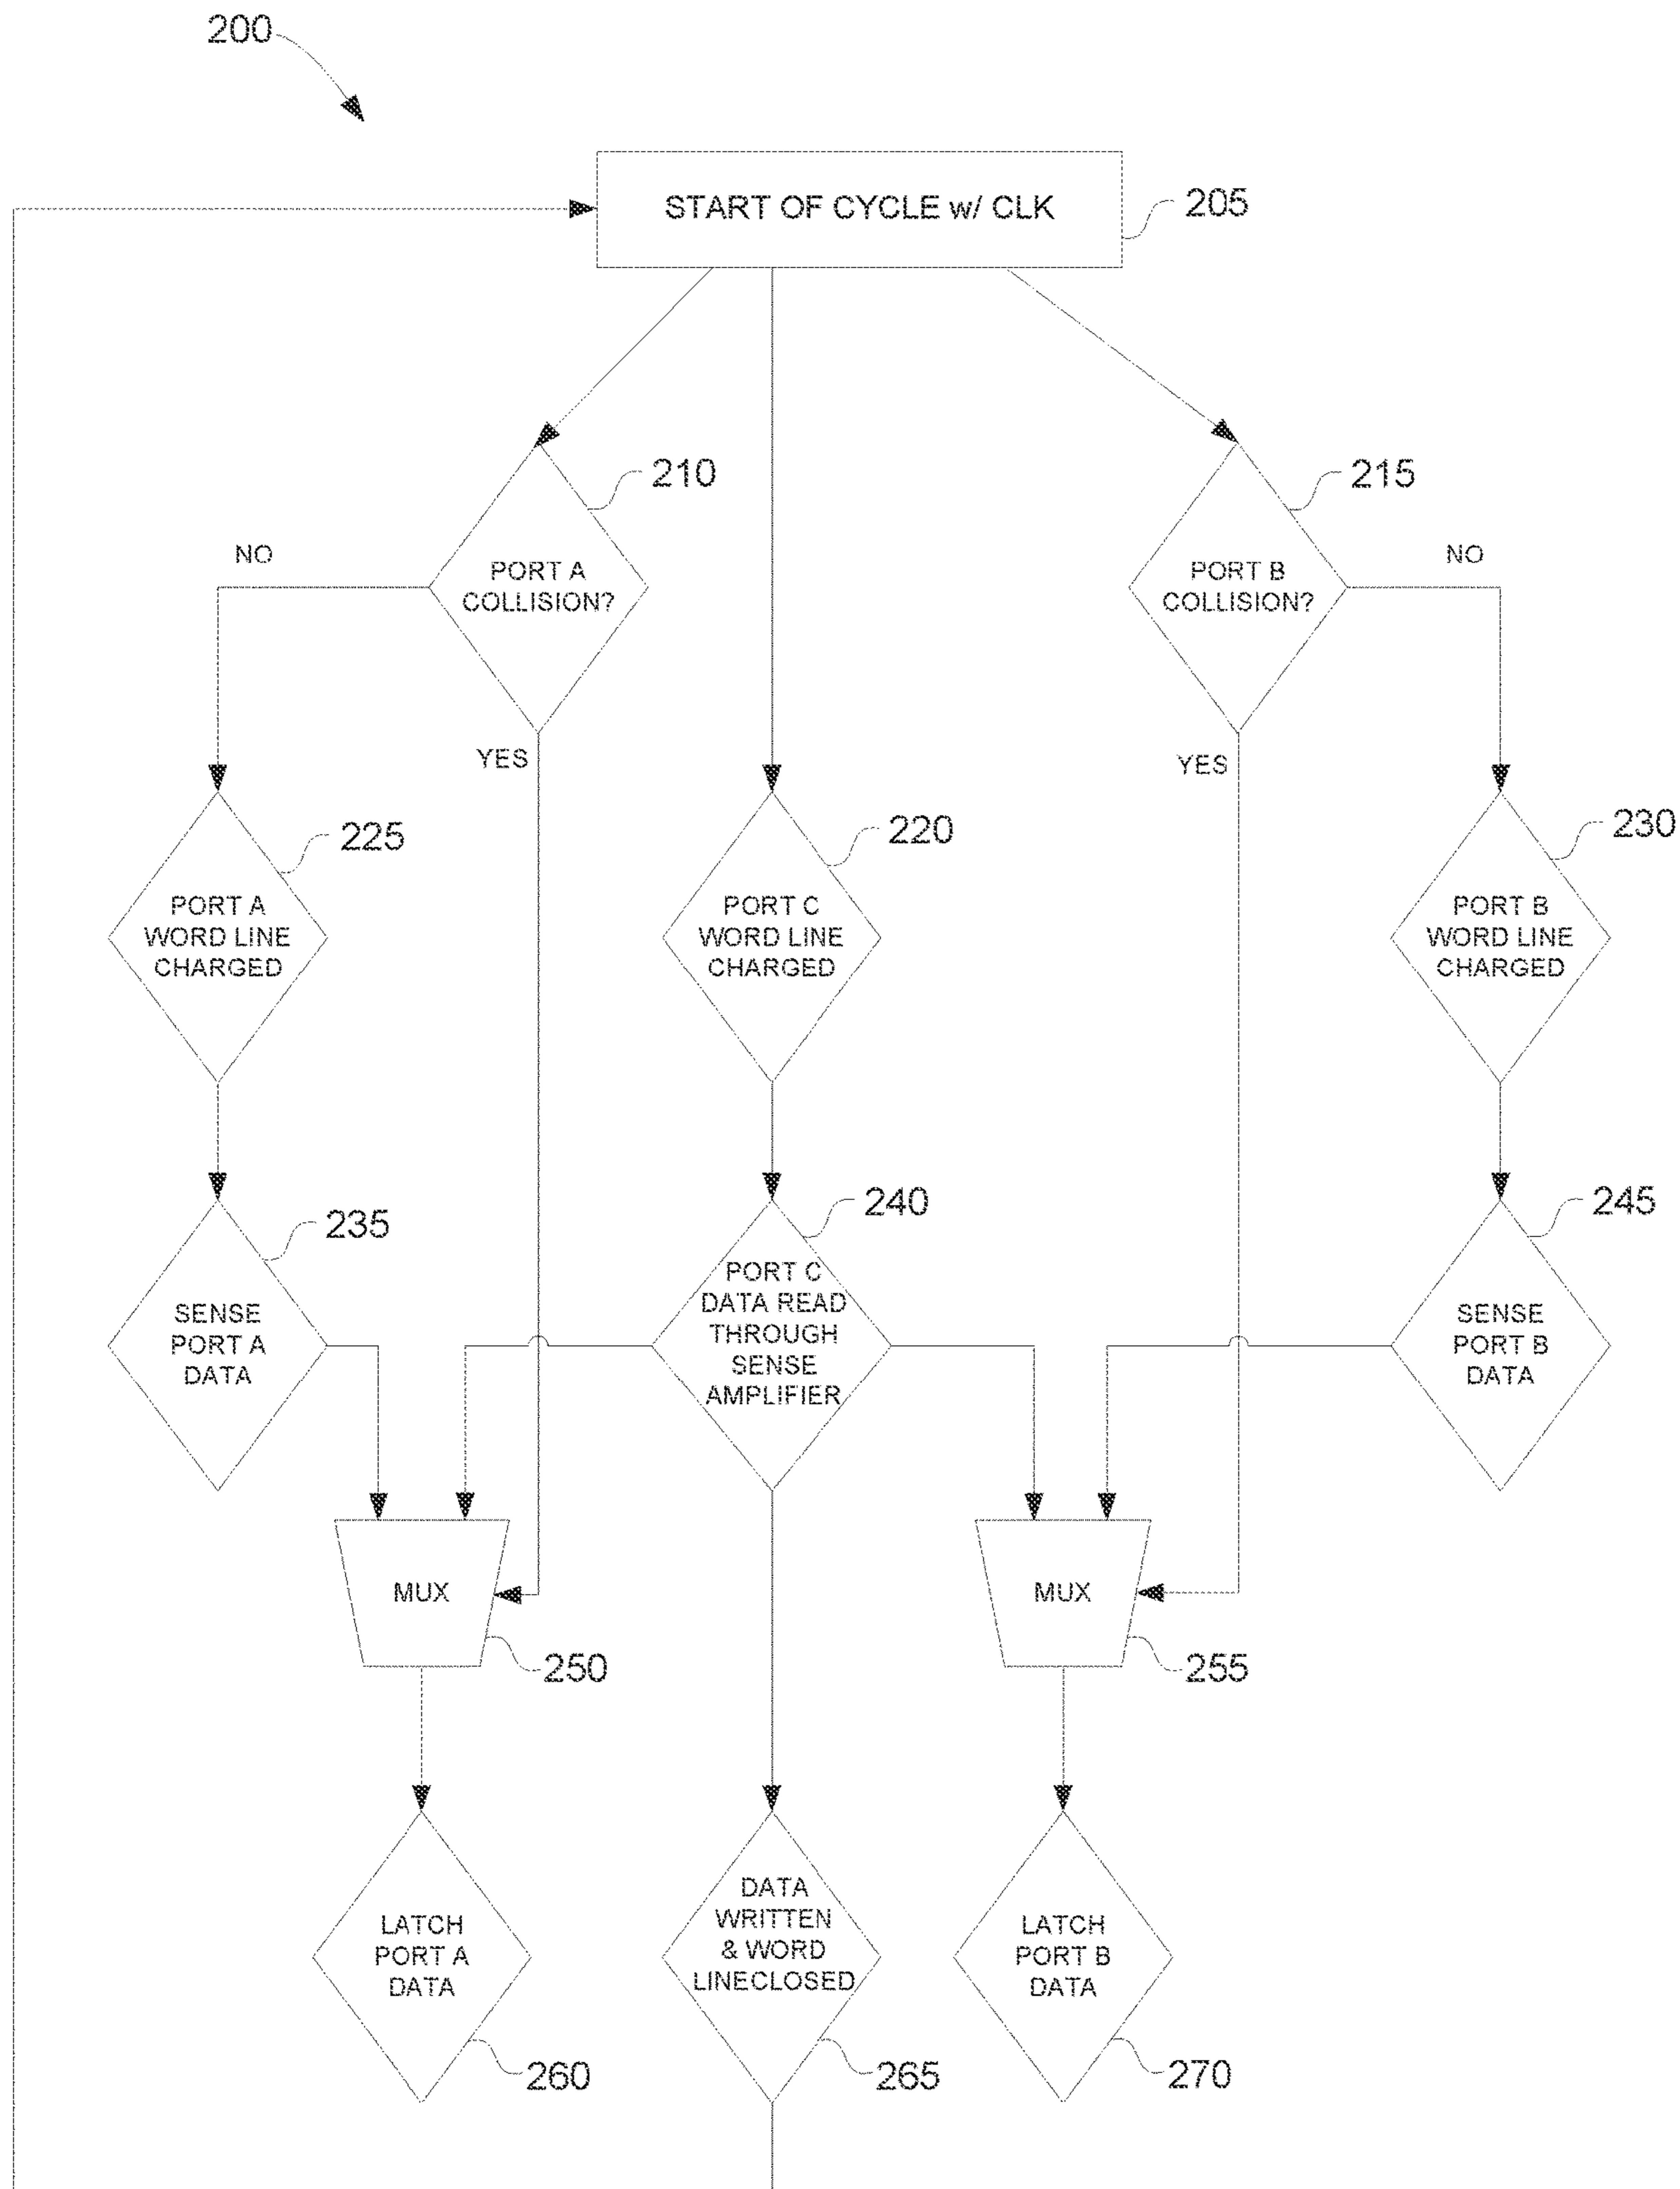 200
START OF CYCLE w/ CLK
205
210
215
NO
PORT A
COLLISION?
PORT B
COLLISION?
NO
YES
YES
225
220
230
PORT A
WORD LINE
CHARGED
PORT C
WORD LINE
CHARGED
PORT B
WORD LINE
CHARGED
235
240
245
SENSE
PORT A
DATA
PORT C
DATA READ
THROUGH
SENSE
AMPLIFIER
SENSE
PORT B
DATA
MUX
MUX
250
255
LATCH
PORT A
DATA
DATA
WRITTEN
& WORD
LINECLOSED
LATCH
PORT B
DATA
260
265
270